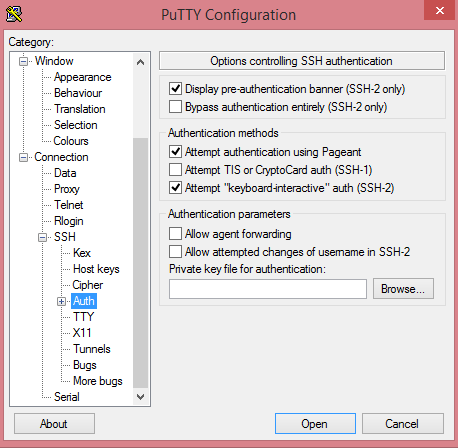 PuTTY Configuration
Category:
Window
Appearance
Behaviour
Translation
Selection
Colours
Connection
Data
Proxy
Telnet
Rlogin
SSH
Kex
Host keys
Cipher
Auth
TTY
X11
Tunnels
Bugs
More bugs
Serial
Options controlling SSH authentication
Display pre-authentication banner (SSH-2 only)
Bypass authentication entirely (SSH-2 only)
Authentication methods
Attempt authentication using Pageant
Attempt TIS or CryptoCard auth (SSH-1)
Attempt "keyboard-interactive" auth (SSH-2)
Authentication parameters
Allow agent forwarding
Allow attempted changes of username in SSH-2
Private key file for authentication:
Browse...
About
Open
Cancel